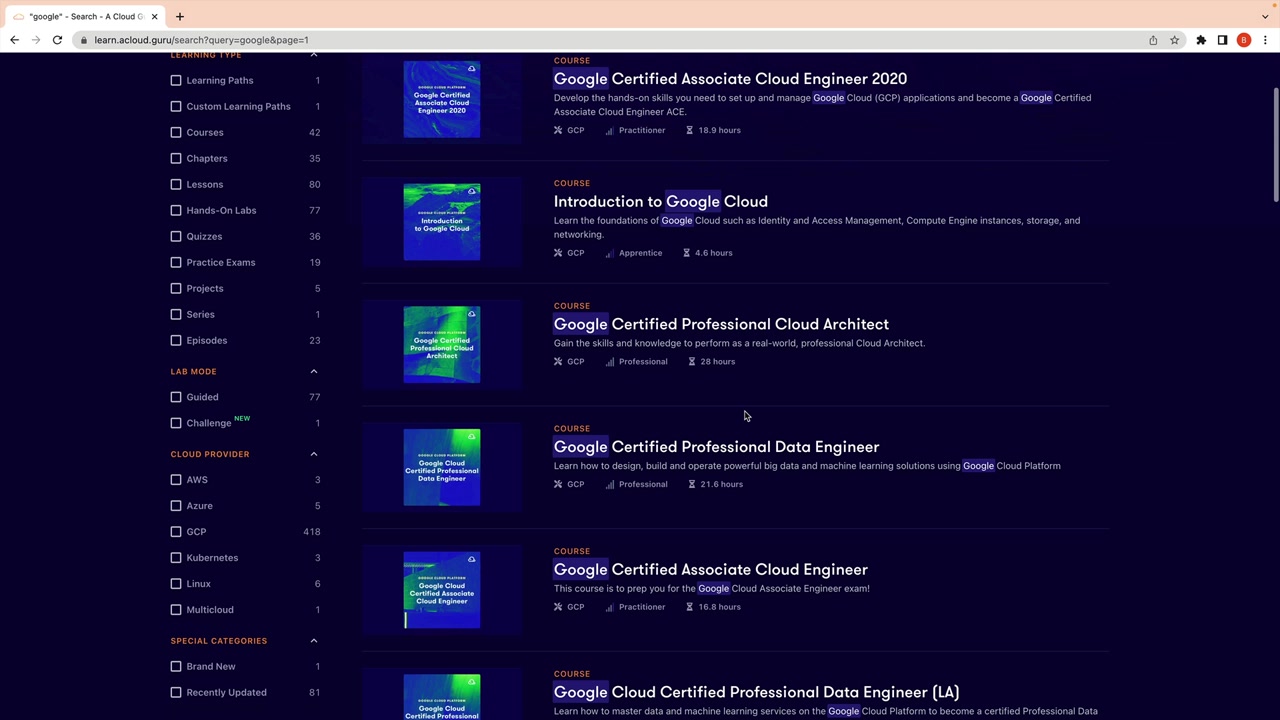 "google" - Search - A Cloud G
learn.acloud.guru/search?query=google&page=1
B
LEARNING TYPE
Learning Paths 1
Custom Learning Paths 1
Courses 42
Chapters 35
Lessons 80
Hands-On Labs 77
Quizzes 36
Practice Exams 19
Projects 5
Series 1
Episodes 23
LAB MODE
Guided 77
Challenge NEW 1
CLOUD PROVIDER
AWS 3
Azure 5
GCP 418
Kubernetes 3
Linux 6
Multicloud 1
SPECIAL CATEGORIES
Brand New 1
Recently Updated 81
GOOGLE CLOUD PLATFORM
Google Certified
Associate Cloud
Engineer 2020
COURSE
Google Certified Associate Cloud Engineer 2020
Develop the hands-on skills you need to set up and manage Google Cloud (GCP) applications and become a Google Certified
Associate Cloud Engineer ACE.
GCP Practitioner 18.9 hours
GOOGLE CLOUD PLATFORM
Introduction
to Google Cloud
COURSE
Introduction to Google Cloud
Learn the foundations of Google Cloud such as Identity and Access Management, Compute Engine instances, storage, and
networking.
GCP Apprentice 4.6 hours
GOOGLE CLOUD PLATFORM
Google Certified
Professional Cloud
Architect
COURSE
Google Certified Professional Cloud Architect
Gain the skills and knowledge to perform as a real-world, professional Cloud Architect.
GCP Professional 28 hours
GOOGLE CLOUD PLATFORM
Google Cloud
Certified Professional
Data Engineer
COURSE
Google Certified Professional Data Engineer
Learn how to design, build and operate powerful big data and machine learning solutions using Google Cloud Platform
GCP Professional 21.6 hours
GOOGLE CLOUD PLATFORM
Google Cloud
Certified Associate
Cloud Engineer
COURSE
Google Certified Associate Cloud Engineer
This course is to prep you for the Google Cloud Associate Engineer exam!
GCP Practitioner 16.8 hours
GOOGLE CLOUD PLATFORM
Google Cloud
Certified Professional
COURSE
Google Cloud Certified Professional Data Engineer (LA)
Learn how to master data and machine learning services on the Google Cloud Platform to become a certified Professional Data